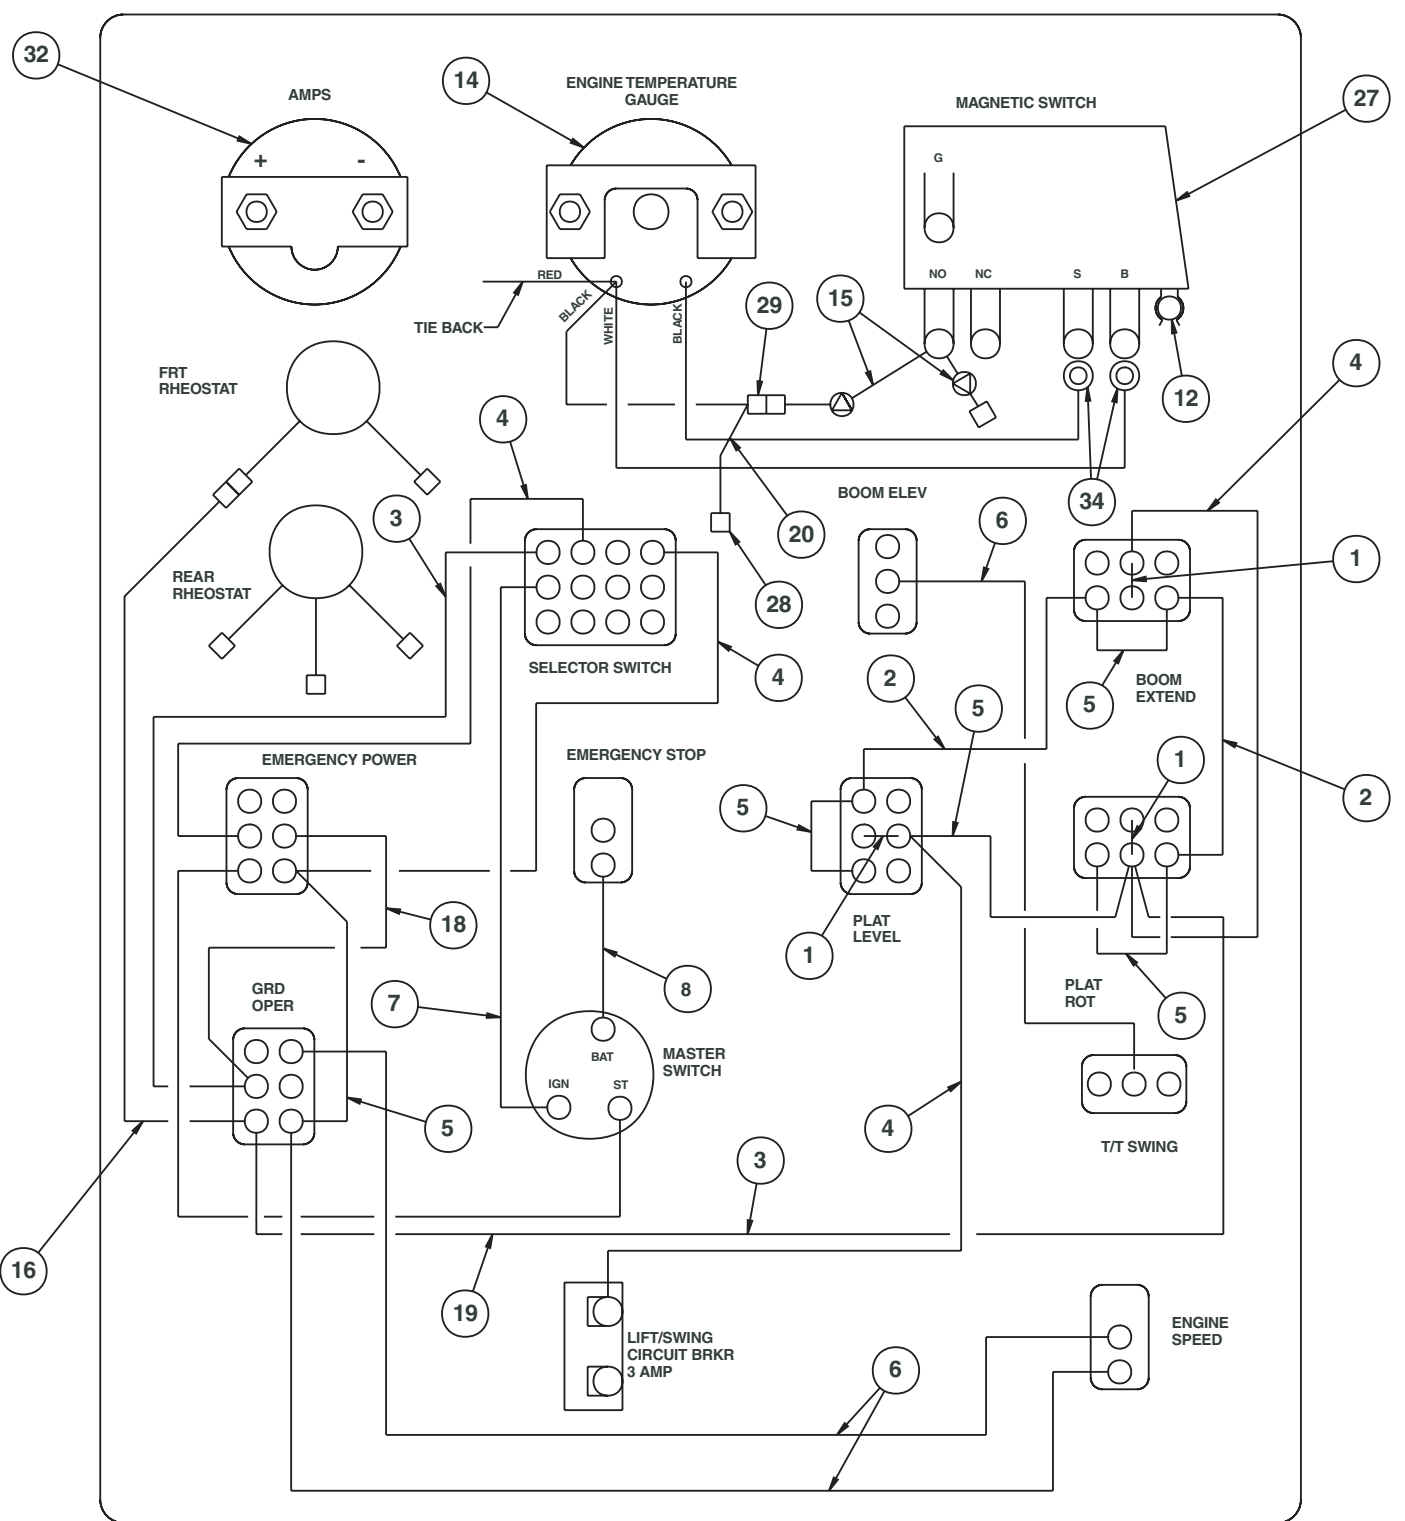 32
AMPS
+ -
14
ENGINE TEMPERATURE
GAUGE
MAGNETIC SWITCH
27
G
NO NC S B
RED
BLACK
WHITE
BLACK
TIE BACK
29
15
12
4
FRT
RHEOSTAT
4
3
BOOM ELEV
34
20
6
1
REAR
RHEOSTAT
28
SELECTOR SWITCH
4
2
5
5
BOOM
EXTEND
EMERGENCY POWER
EMERGENCY STOP
1
5
2
18
1
PLAT
LEVEL
GRD
OPER
7
8
PLAT
ROT
5
BAT
IGN ST
MASTER
SWITCH
5
4
T/T SWING
3
16
19
LIFT/SWING
CIRCUIT BRKR
3 AMP
6
ENGINE
SPEED